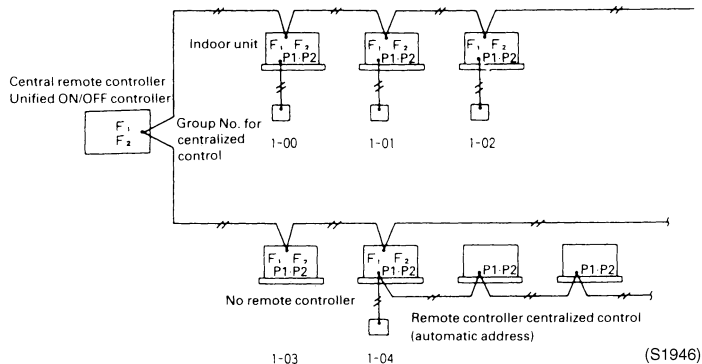 Indoor unit
F₁ F₂
P1·P2
F₁ F₂
P1·P2
F₁ F₂
P1·P2
Central remote controller
Unified ON/OFF controller
F₁
F₂
Group No. for
centralized
control
1-00
1-01
1-02
F₁ F₂
P1·P2
F₁ F₂
P1·P2
P1·P2
P1·P2
No remote controller
Remote controller centralized control
(automatic address)
1-03
1-04
(S1946)